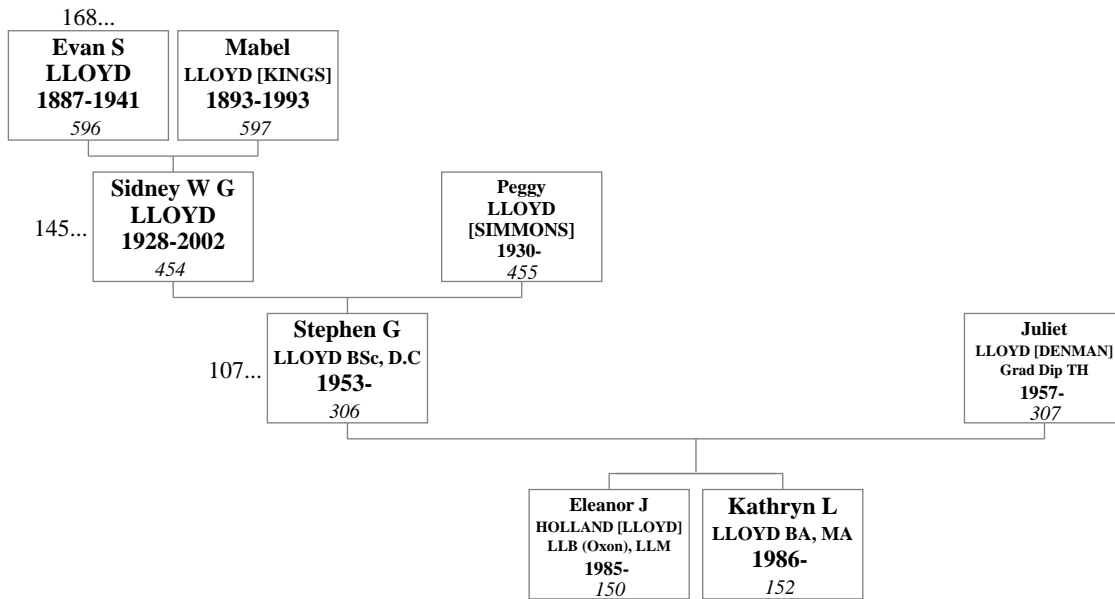 168...
Evan S
LLOYD
1887-1941
596
Mabel
LLOYD [KINGS]
1893-1993
597
145...
Sidney W G
LLOYD
1928-2002
454
Peggy
LLOYD
[SIMMONS]
1930-
455
107...
Stephen G
LLOYD BSc, D.C
1953-
306
Juliet
LLOYD [DENMAN]
Grad Dip TH
1957-
307
Eleanor J
HOLLAND [LLOYD]
LLB (Oxon), LLM
1985-
150
Kathryn L
LLOYD BA, MA
1986-
152